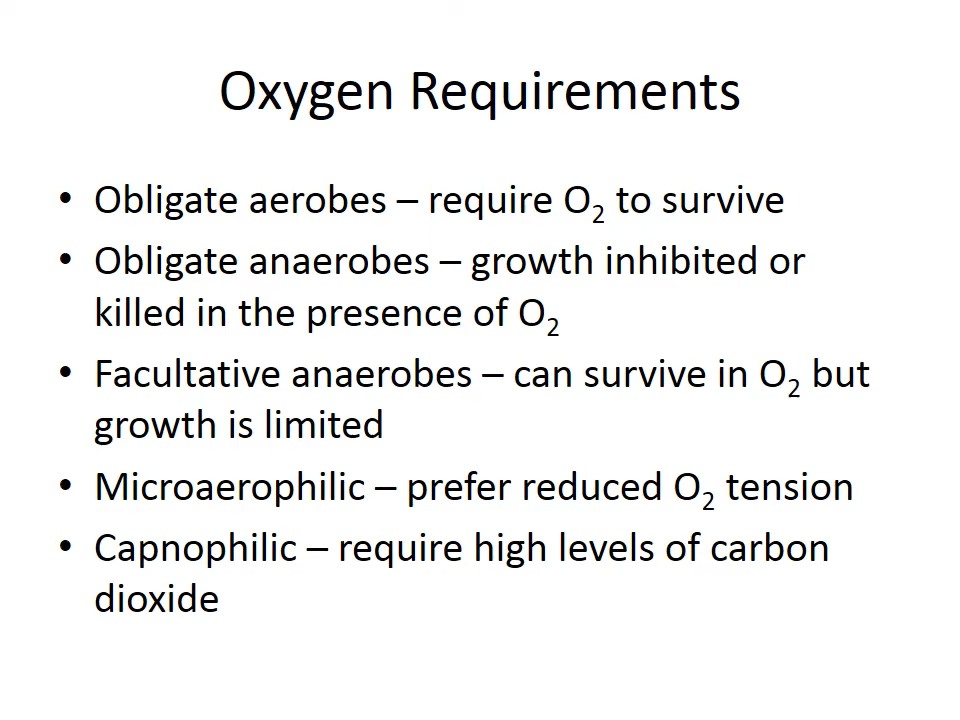 Oxygen Requirements
• Obligate aerobes – require O₂ to survive
• Obligate anaerobes – growth inhibited or
killed in the presence of O₂
• Facultative anaerobes – can survive in O₂ but
growth is limited
• Microaerophilic – prefer reduced O₂ tension
• Capnophilic – require high levels of carbon
dioxide